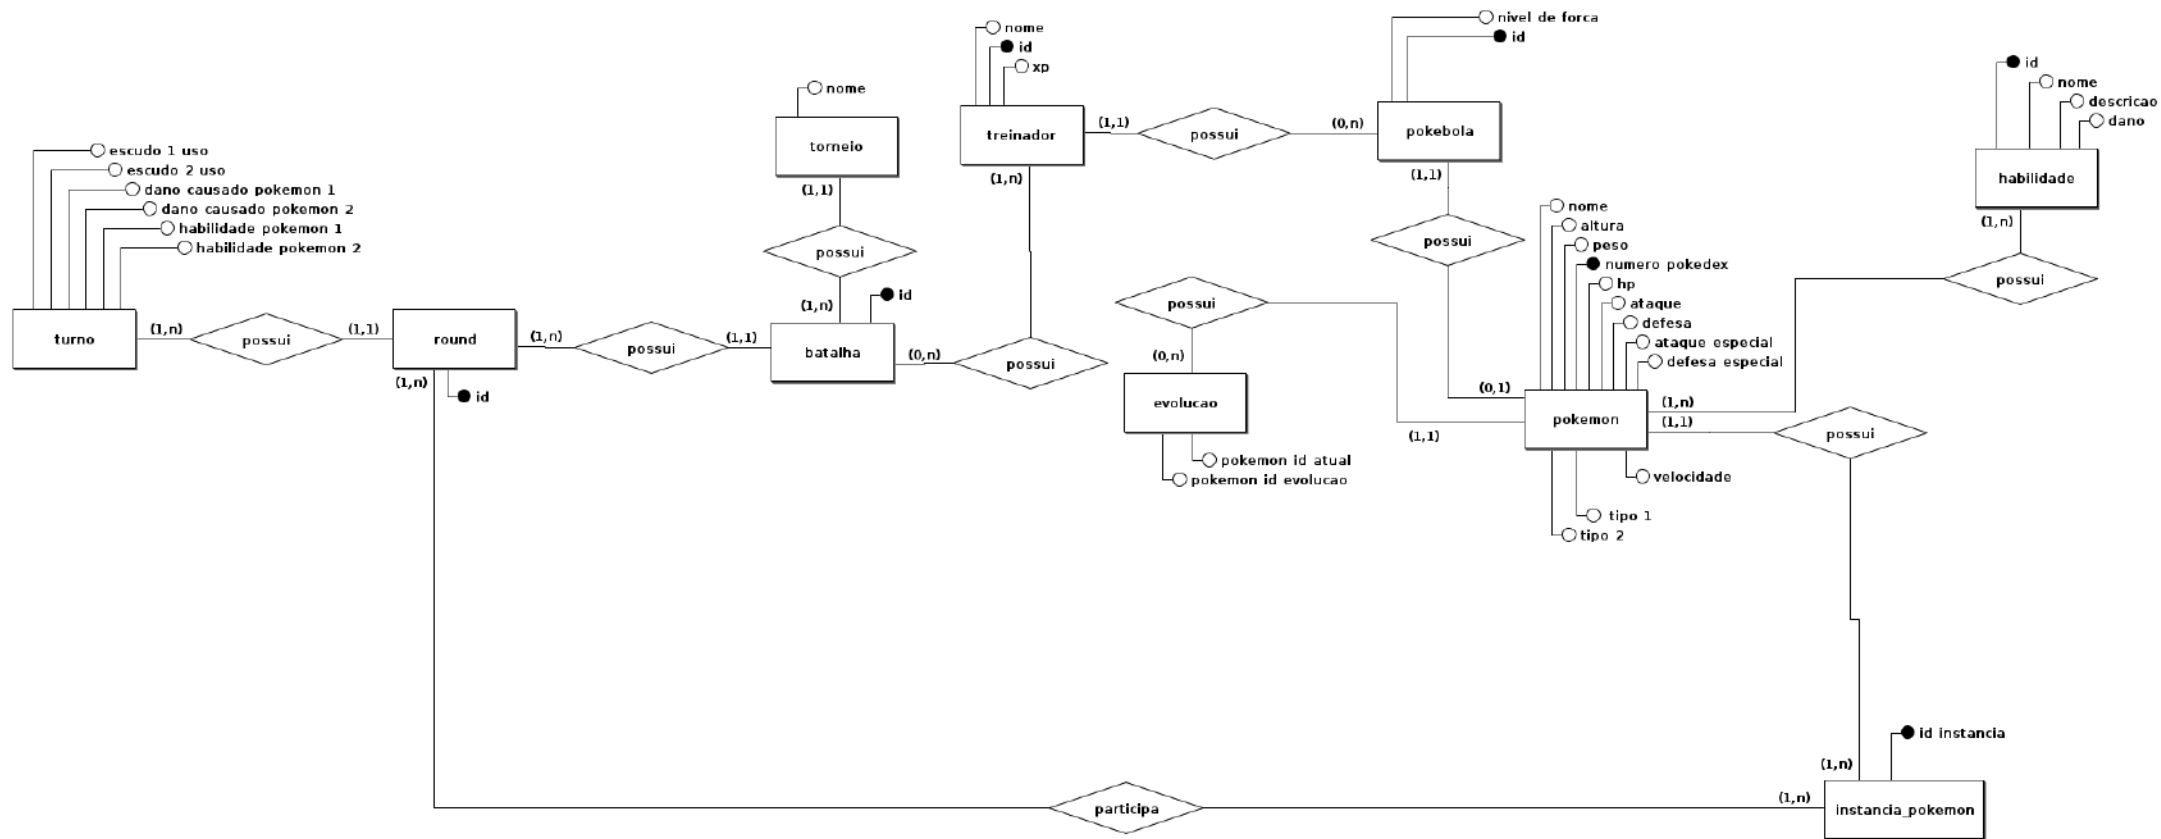 nome
id
xp
nivel de forca
id
id
nome
descricao
dano
nome
torneio
(1,1)
treinador
(1,n)
(1,1)
possui
(0,n)
pokebola
(1,1)
habilidade
(1,n)
escudo 1 uso
escudo 2 uso
dano causado pokemon 1
dano causado pokemon 2
habilidade pokemon 1
habilidade pokemon 2
possui
possui
possui
nome
altura
peso
numero pokedex
hp
ataque
defesa
ataque especial
defesa especial
turno
(1,n)
possui
(1,1)
round
(1,n)
(1,n)
id
possui
(1,1)
(1,n)
id
batalha
(0,n)
possui
possui
(0,n)
evolucao
pokemon id atual
pokemon id evolucao
(1,1)
(0,1)
pokemon
(1,n)
(1,1)
possui
velocidade
tipo 1
tipo 2
id instancia
(1,n)
participa
(1,n)
instancia_pokemon